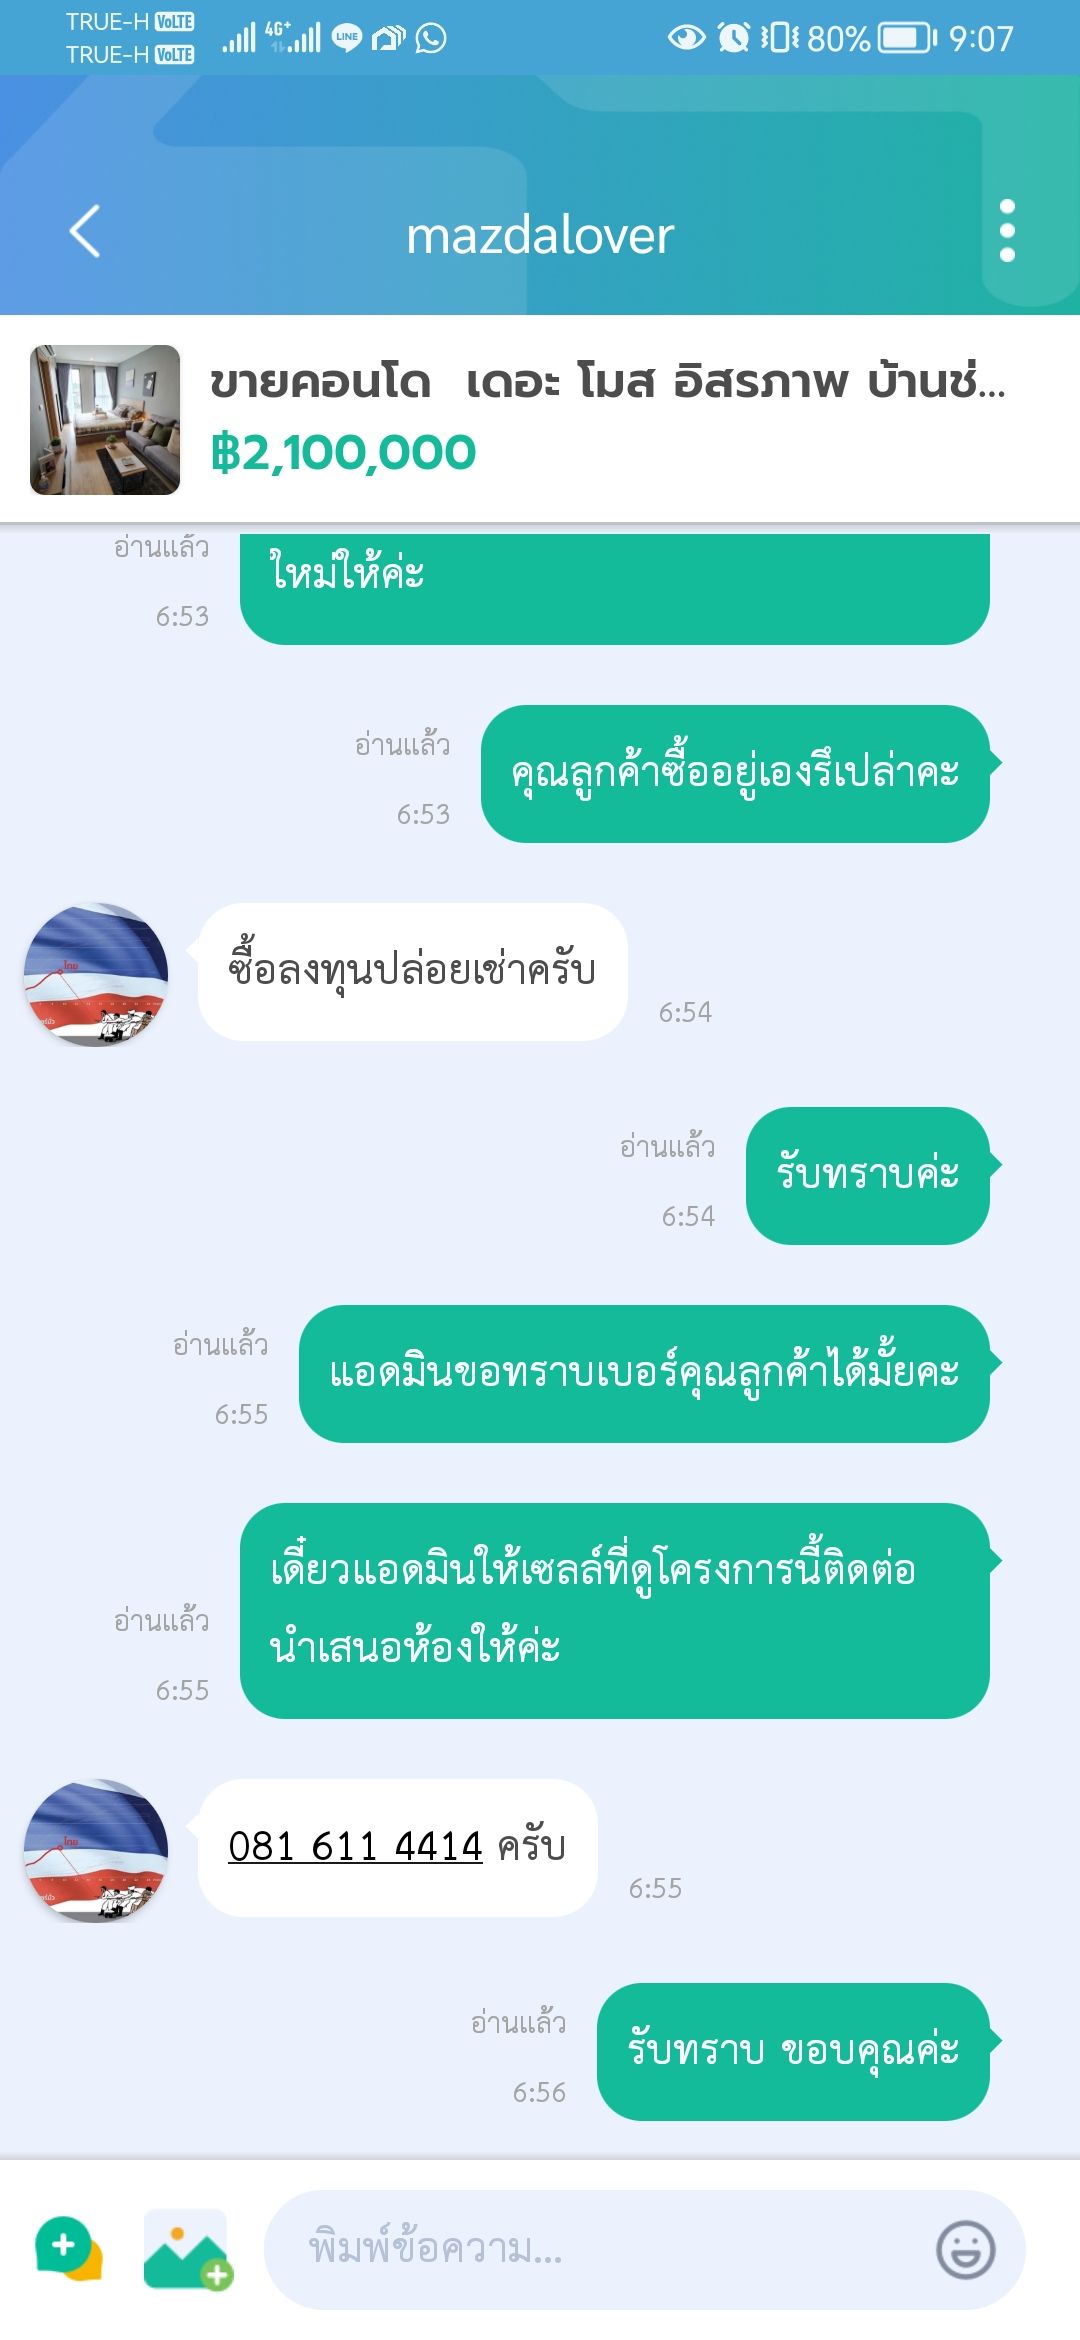 TRUE-H VoLTE
TRUE-H VoLTE
4G+
LINE
80%
9:07
mazdalover
ขายคอนโด เดอะ โมส อิสรภาพ บ้านช่...
฿2,100,000
อ่านแล้ว
ใหม่ให้ค่ะ
6:53
อ่านแล้ว
คุณลูกค้าซื้ออยู่เองรึเปล่าคะ
6:53
ไทย
ซื้อลงทุนปล่อยเช่าครับ
6:54
อ่านแล้ว
รับทราบค่ะ
6:54
อ่านแล้ว
แอดมินขอทราบเบอร์คุณลูกค้าได้มั้ยคะ
6:55
เดี๋ยวแอดมินให้เซลล์ที่ดูโครงการนี้ติดต่อ
อ่านแล้ว
นำเสนอห้องให้ค่ะ
6:55
ไทย
081 611 4414 ครับ
6:55
อ่านแล้ว
รับทราบ ขอบคุณค่ะ
6:56
พิมพ์ข้อความ...